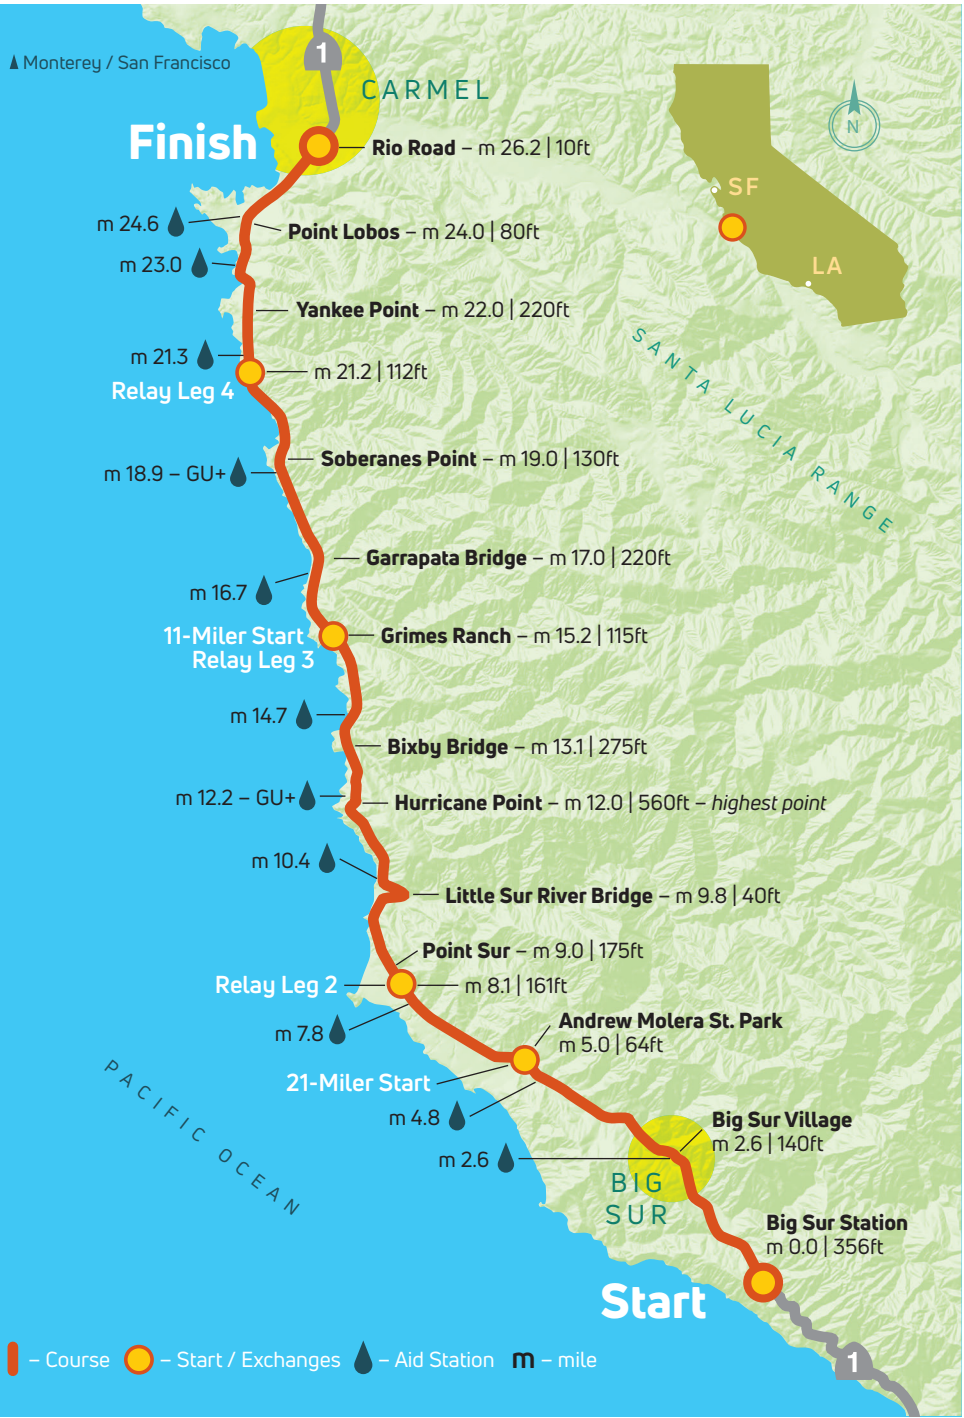 1
Monterey / San Francisco
CARMEL
Finish
Rio Road – m 26.2 | 10ft
N
SF
LA
m 24.6
Point Lobos – m 24.0 | 80ft
m 23.0
Yankee Point – m 22.0 | 220ft
m 21.3
m 21.2 | 112ft
Relay Leg 4
SANTA LUCIA RANGE
Soberanes Point – m 19.0 | 130ft
m 18.9 – GU+
Garrapata Bridge – m 17.0 | 220ft
m 16.7
11-Miler Start
Relay Leg 3
Grimes Ranch – m 15.2 | 115ft
m 14.7
Bixby Bridge – m 13.1 | 275ft
m 12.2 – GU+
Hurricane Point – m 12.0 | 560ft – highest point
m 10.4
Little Sur River Bridge – m 9.8 | 40ft
Point Sur – m 9.0 | 175ft
Relay Leg 2
m 8.1 | 161ft
m 7.8
Andrew Molera St. Park
m 5.0 | 64ft
21-Miler Start
m 4.8
PACIFIC OCEAN
Big Sur Village
m 2.6 | 140ft
m 2.6
BIG
SUR
Big Sur Station
m 0.0 | 356ft
Start
1
– Course
– Start / Exchanges
– Aid Station
m – mile